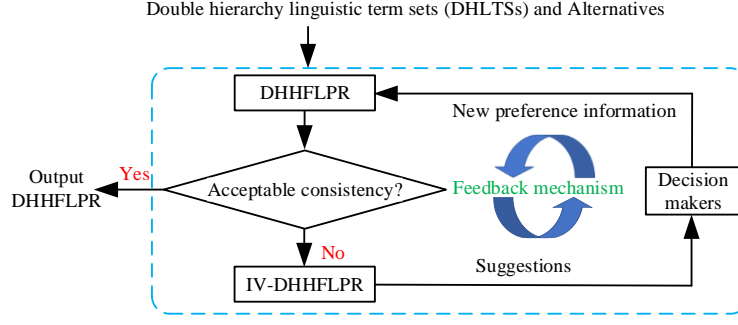 Double hierarchy linguistic term sets (DHLTSs) and Alternatives
DHHFLPR
New preference information
Yes
Output
DHHFLPR
Acceptable consistency?
Feedback mechanism
Decision
makers
No
Suggestions
IV-DHHFLPR